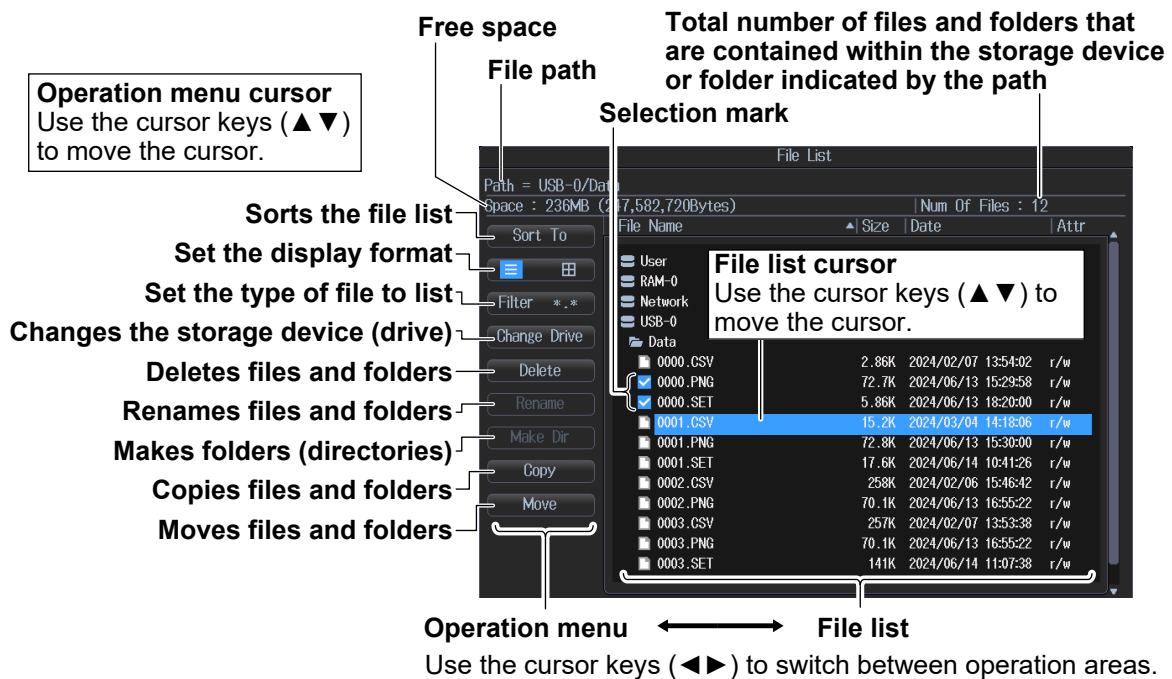 Free space
File path
Total number of files and folders that
are contained within the storage device
or folder indicated by the path
Operation menu cursor
Use the cursor keys (▲▼)
to move the cursor.
Selection mark
File List
Path = USB-0/Data
Space : 236MB (247,582,720Bytes)
Num Of Files : 12
File Name ▲ Size Date Attr
Sorts the file list
Sort To
Set the display format
Set the type of file to list
Filter *.*
Changes the storage device (drive)
Change Drive
Deletes files and folders
Delete
Renames files and folders
Rename
Makes folders (directories)
Make Dir
Copies files and folders
Copy
Moves files and folders
Move
User
RAM-0
Network
USB-0
Data
File list cursor
Use the cursor keys (▲▼) to
move the cursor.
0000.CSV 2.86K 2024/02/07 13:54:02 r/w
0000.PNG 72.7K 2024/06/13 15:29:58 r/w
0000.SET 5.86K 2024/06/13 18:20:00 r/w
0001.CSV 15.2K 2024/03/04 14:18:06 r/w
0001.PNG 72.8K 2024/06/13 15:30:00 r/w
0001.SET 17.6K 2024/06/14 10:41:26 r/w
0002.CSV 258K 2024/02/06 15:46:42 r/w
0002.PNG 70.1K 2024/06/13 16:55:22 r/w
0003.CSV 257K 2024/02/07 13:53:38 r/w
0003.PNG 70.1K 2024/06/13 16:55:22 r/w
0003.SET 141K 2024/06/14 11:07:38 r/w
Operation menu
File list
Use the cursor keys (◀▶) to switch between operation areas.